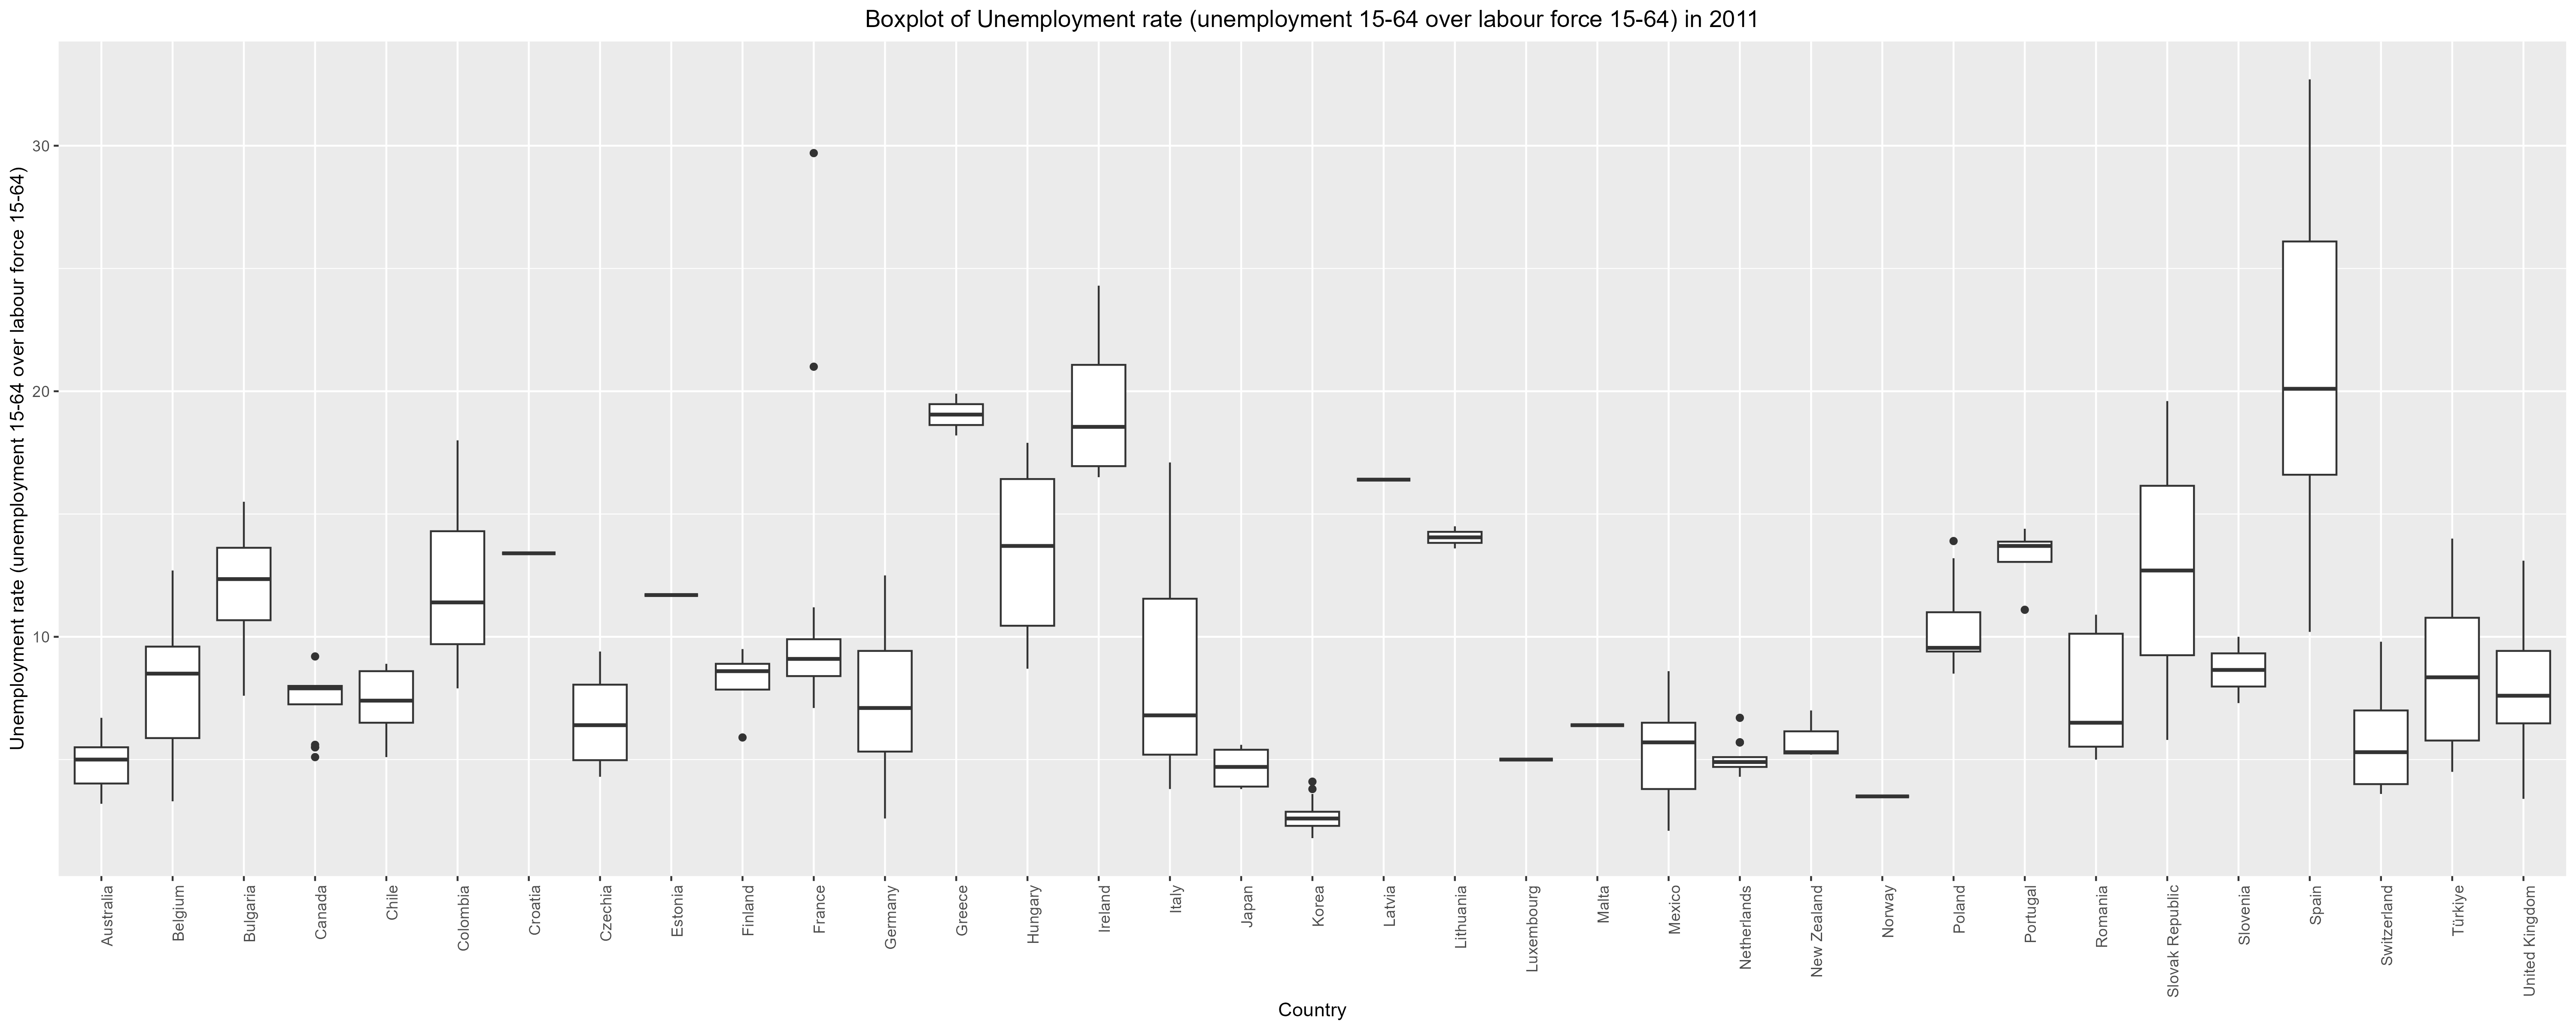 Boxplot of Unemployment rate (unemployment 15-64 over labour force 15-64) in 2011
Unemployment rate (unemployment 15-64 over labour force 15-64)
30
20
10
Australia
Belgium
Bulgaria
Canada
Chile
Colombia
Croatia
Czechia
Estonia
Finland
France
Germany
Greece
Hungary
Ireland
Italy
Japan
Korea
Latvia
Lithuania
Luxembourg
Malta
Mexico
Netherlands
New Zealand
Norway
Poland
Portugal
Romania
Slovak Republic
Slovenia
Spain
Switzerland
Türkiye
United Kingdom
Country